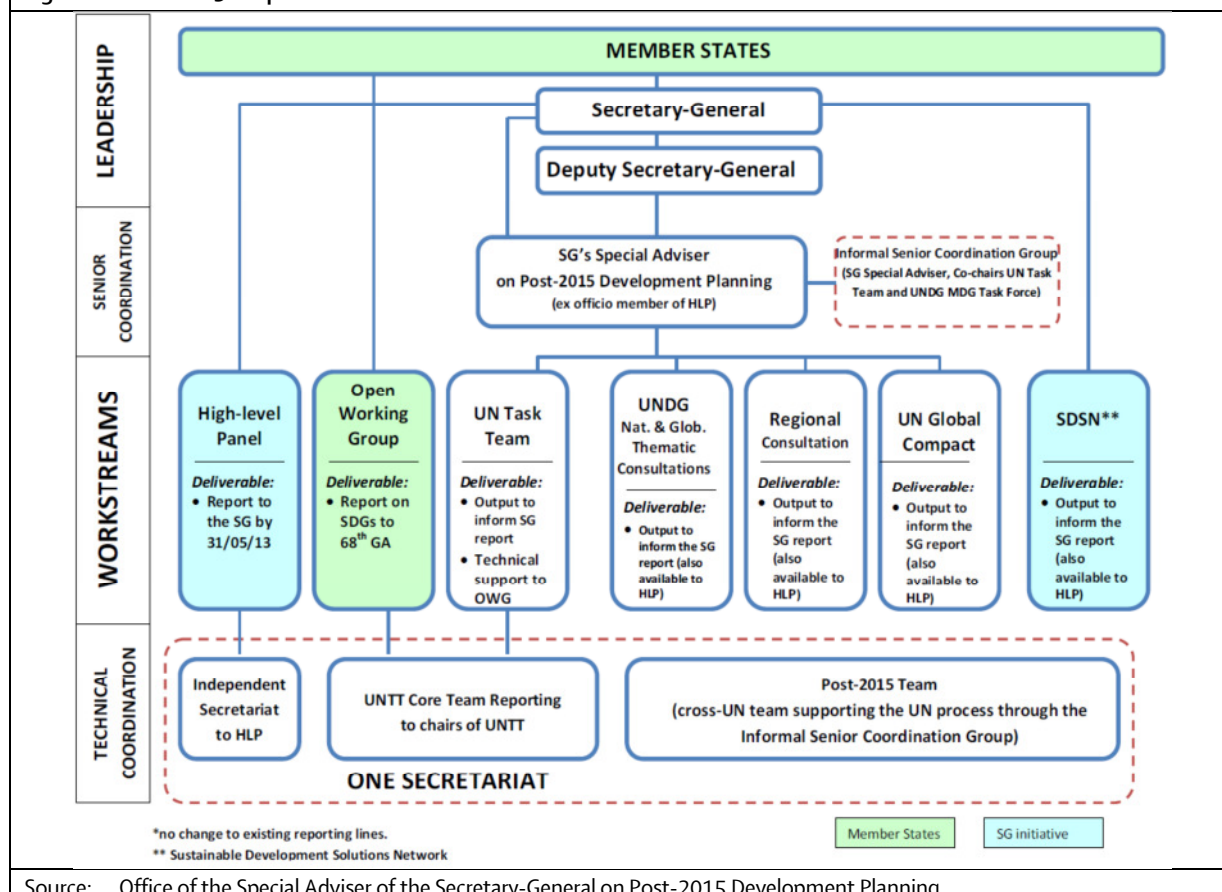 MEMBER STATES
LEADERSHIP
Secretary-General
Deputy Secretary-General
SENIOR
COORDINATION
SG's Special Adviser
on Post-2015 Development Planning
(ex officio member of HLP)
Informal Senior Coordination Group
(SG Special Adviser, Co-chairs UN Task
Team and UNDG MDG Task Force)
WORKSTREAMS
High-level
Panel
Deliverable:
• Report to
the SG by
31/05/13
Open
Working
Group
Deliverable:
• Report on
SDGs to
68th GA
UN Task
Team
Deliverable:
• Output to
inform SG
report
• Technical
support to
OWG
UNDG
Nat. & Glob.
Thematic
Consultations
Deliverable:
• Output to
inform the SG
report (also
available to
HLP)
Regional
Consultation
Deliverable:
• Output to
inform the
SG report
(also
available to
HLP)
UN Global
Compact
Deliverable:
• Output to
inform the
SG report
(also
available to
HLP)
SDSN**
Deliverable:
• Output to
inform the
SG report
(also
available to
HLP)
TECHNICAL
COORDINATION
Independent
Secretariat
to HLP
UNTT Core Team Reporting
to chairs of UNTT
Post-2015 Team
(cross-UN team supporting the UN process through the
Informal Senior Coordination Group)
ONE SECRETARIAT
*no change to existing reporting lines.
** Sustainable Development Solutions Network
Member States
SG initiative
Source: Office of the Special Adviser of the Secretary-General on Post-2015 Development Planning